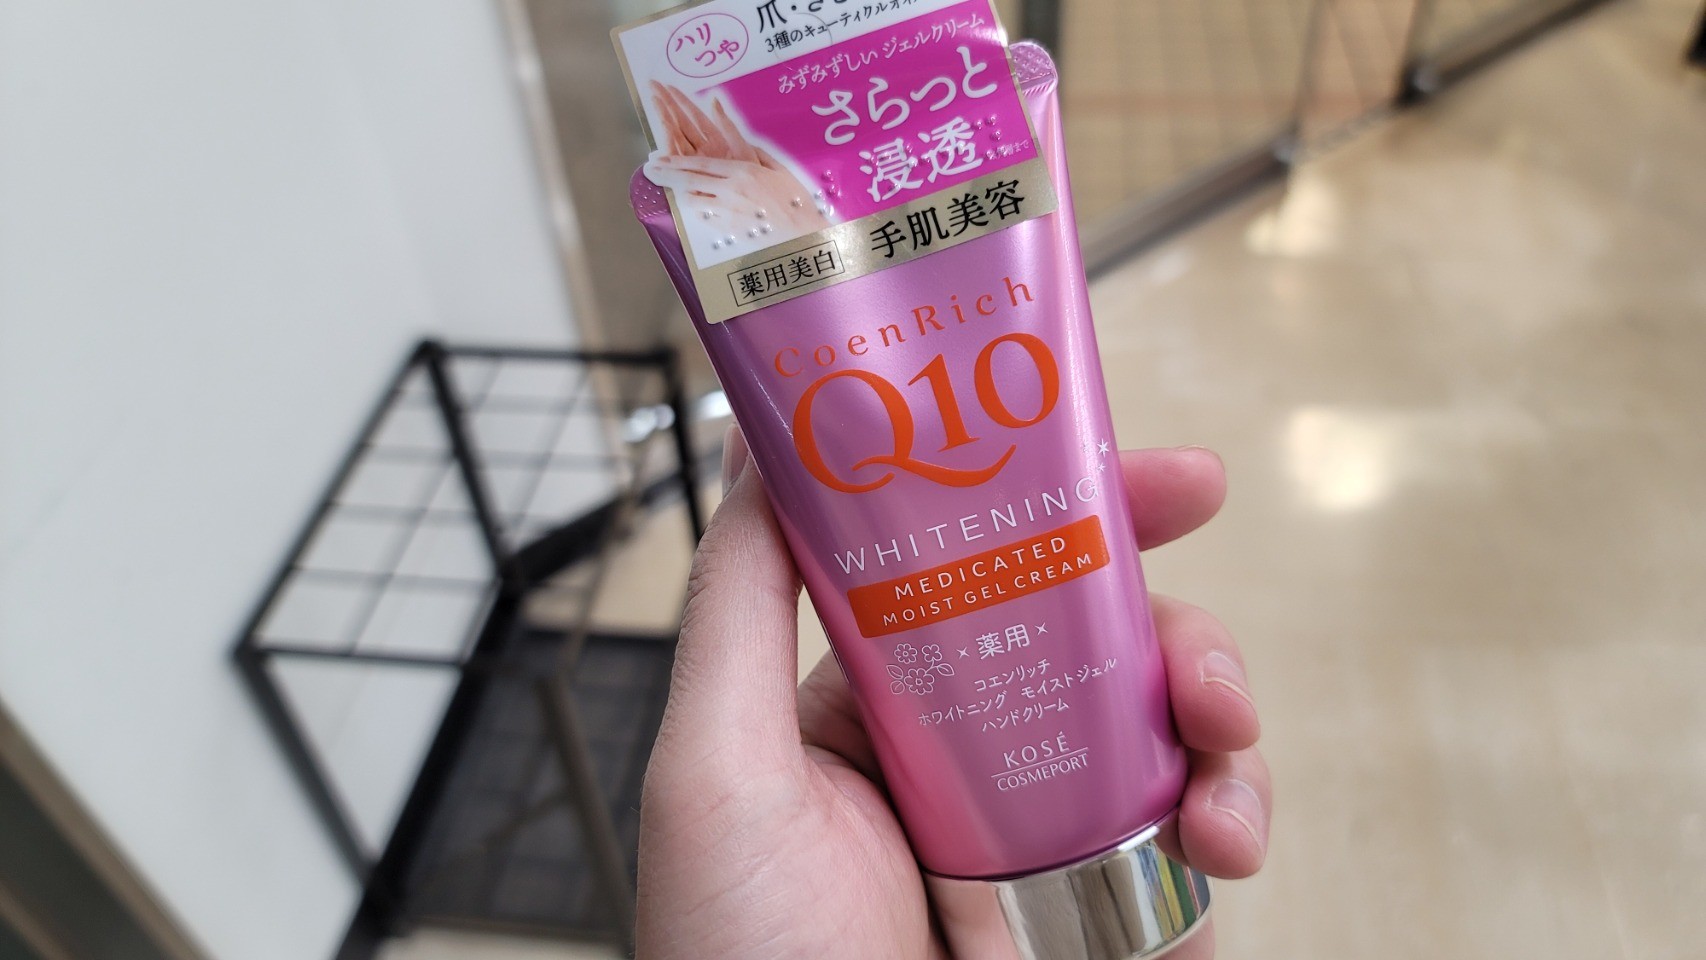 ハリ
つや
爪・さ
3種のキューティクルオイ
みずみずしい ジェルクリーム
さらっと
浸透
まで
薬用美白 手肌美容
CoenRich
Q10
WHITENING
MEDICATED
MOIST GEL CREAM
薬用
コエンリッチ
ホワイトニング モイストジェル
ハンドクリーム
KOSÉ
COSMEPORT